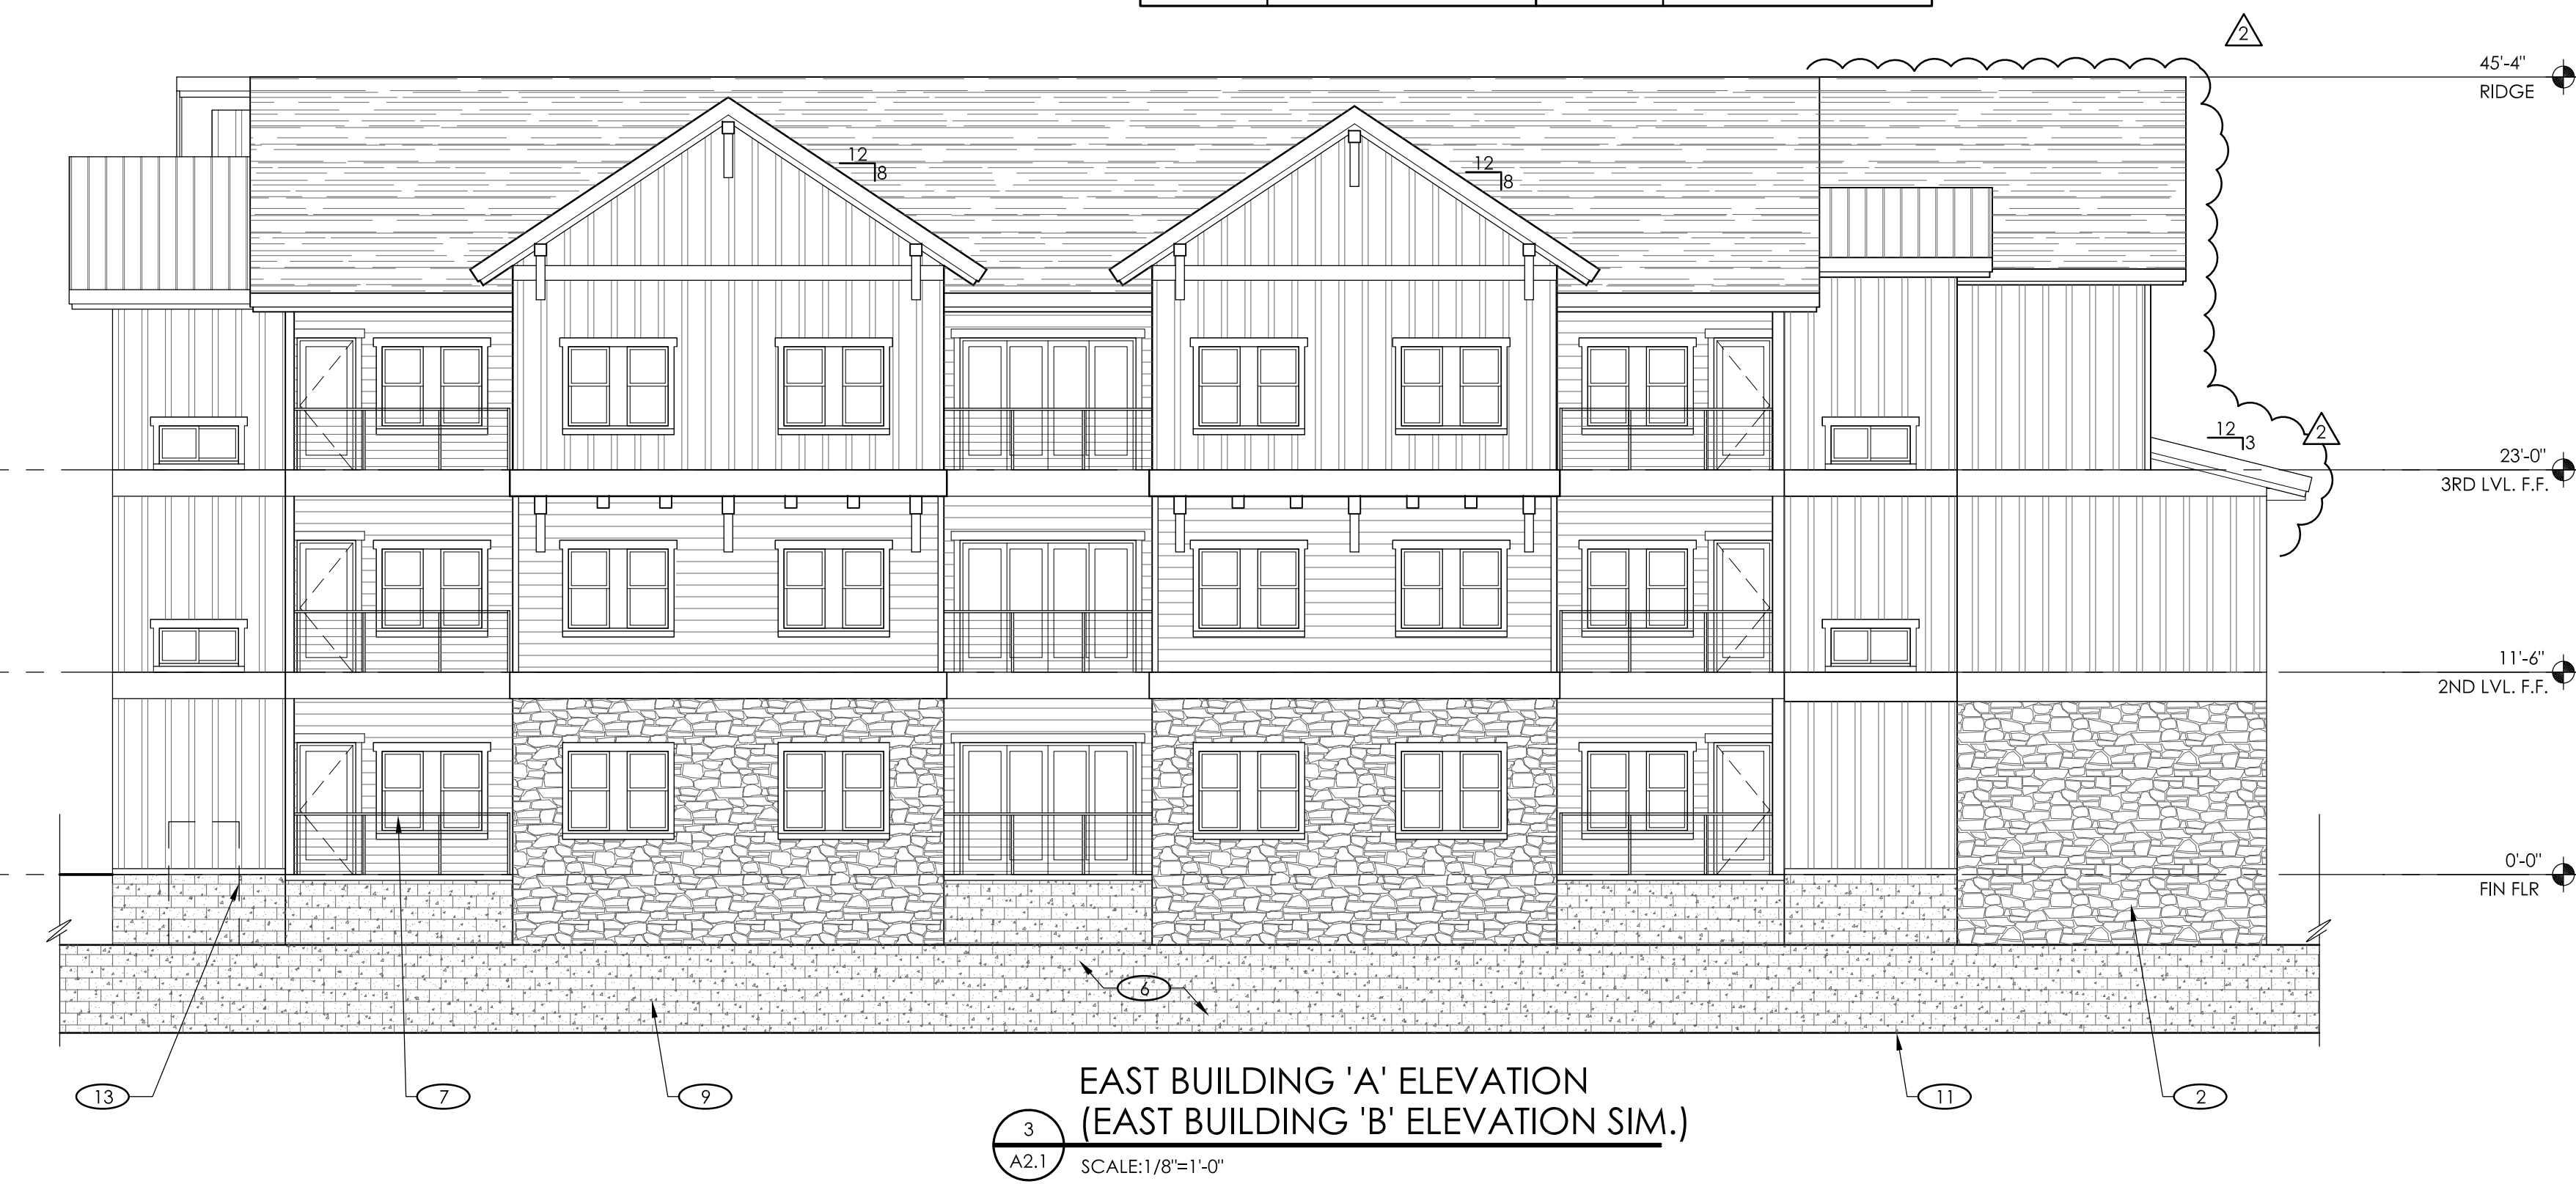 2
45'-4"
RIDGE
12
8
12
8
12
3
2
23'-0"
3RD LVL. F.F.
11'-6"
2ND LVL. F.F.
0'-0"
FIN FLR
6
13
7
9
11
2
EAST BUILDING 'A' ELEVATION
(EAST BUILDING 'B' ELEVATION SIM.)
3
A2.1
SCALE:1/8"=1'-0"